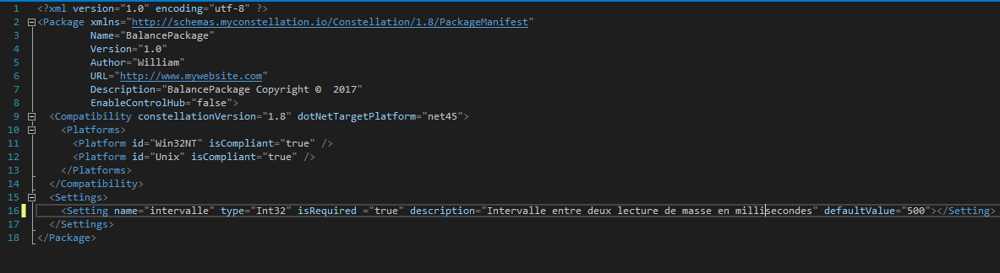 1 <?xml version="1.0" encoding="utf-8" ?>
2 <Package xmlns="http://schemas.myconstellation.io/Constellation/1.8/PackageManifest"
3 Name="BalancePackage"
4 Version="1.0"
5 Author="William"
6 URL="http://www.mywebsite.com"
7 Description="BalancePackage Copyright ©  2017"
8 EnableControlHub="false">
9 <Compatibility constellationVersion="1.8" dotNetTargetPlatform="net45">
10 <Platforms>
11 <Platform id="Win32NT" isCompliant="true" />
12 <Platform id="Unix" isCompliant="true" />
13 </Platforms>
14 </Compatibility>
15 <Settings>
16 <Setting name="intervalle" type="Int32" isRequired ="true" description="Intervalle entre deux lecture de masse en millisecondes" defaultValue="500"></Setting>
17 </Settings>
18 </Package>